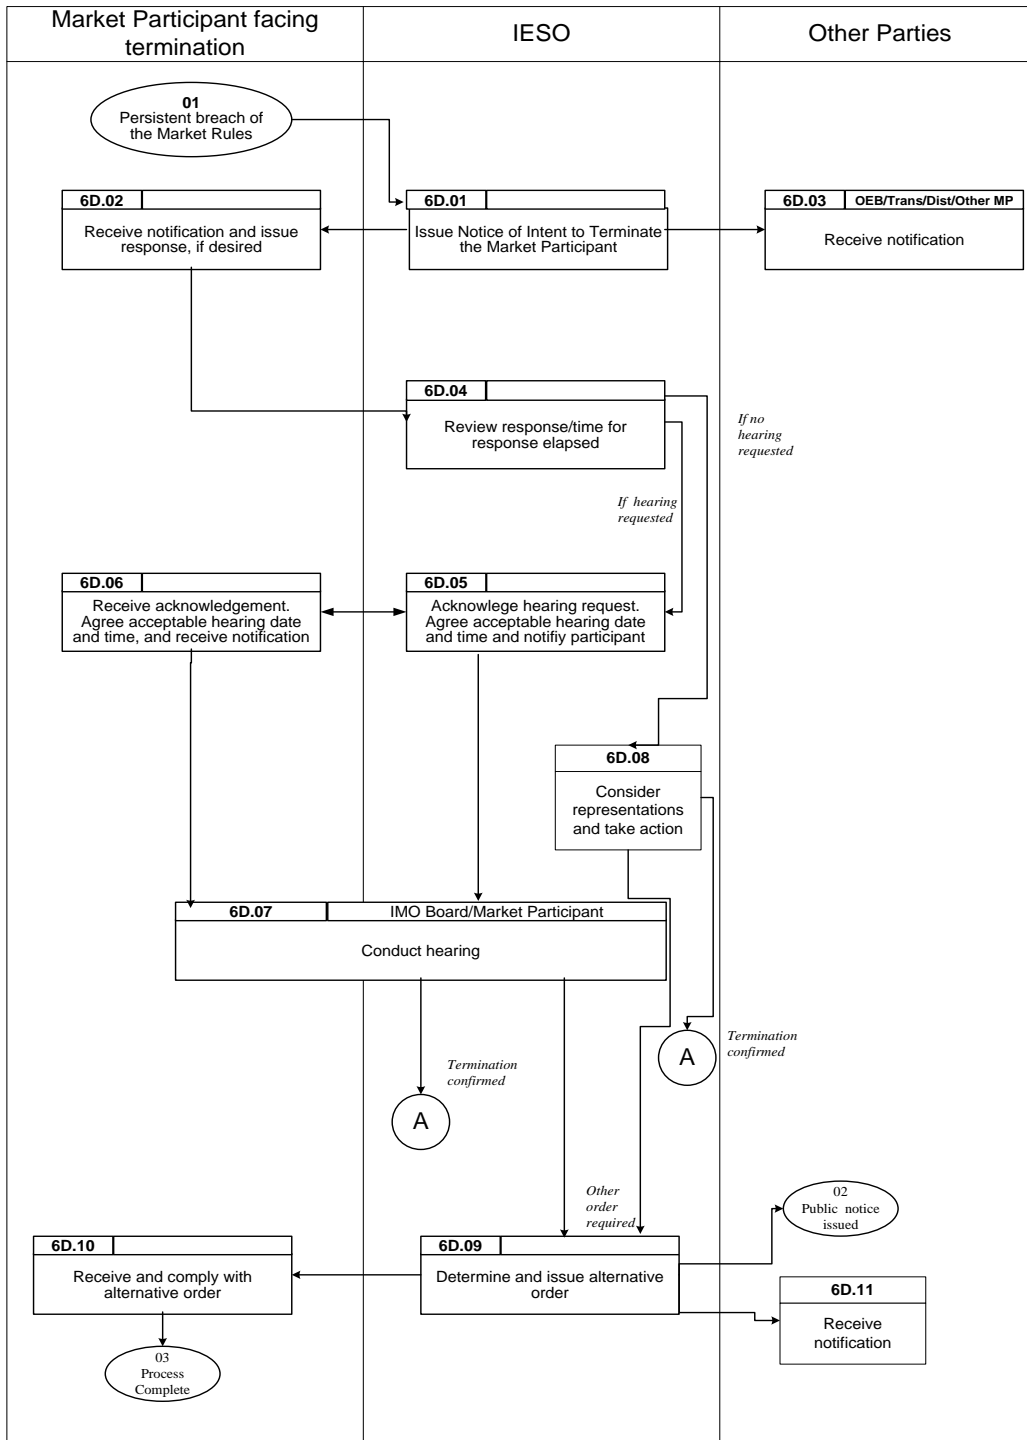 Market Participant facing
termination
IESO
Other Parties
01
Persistent breach of
the Market Rules
6D.02
Receive notification and issue
response, if desired
6D.01
Issue Notice of Intent to Terminate
the Market Participant
6D.03 OEB/Trans/Dist/Other MP
Receive notification
6D.04
Review response/time for
response elapsed
If no
hearing
requested
If hearing
requested
6D.06
Receive acknowledgement.
Agree acceptable hearing date
and time, and receive notification
6D.05
Acknowlege hearing request.
Agree acceptable hearing date
and time and notifiy participant
6D.08
Consider
representations
and take action
6D.07 IMO Board/Market Participant
Conduct hearing
A
Termination
confirmed
Termination
confirmed
A
Other
order
required
02
Public notice
issued
6D.10
Receive and comply with
alternative order
6D.09
Determine and issue alternative
order
6D.11
Receive
notification
03
Process
Complete